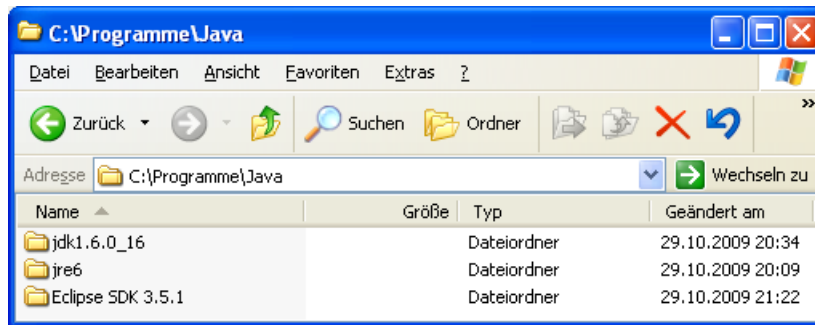 C:\Programme\Java
Datei Bearbeiten Ansicht Favoriten Extras ?
Zurück Suchen Ordner »
Adresse C:\Programme\Java Wechseln zu
Name Größe Typ Geändert am
jdk1.6.0_16 Dateiordner 29.10.2009 20:34
jre6 Dateiordner 29.10.2009 20:09
Eclipse SDK 3.5.1 Dateiordner 29.10.2009 21:22